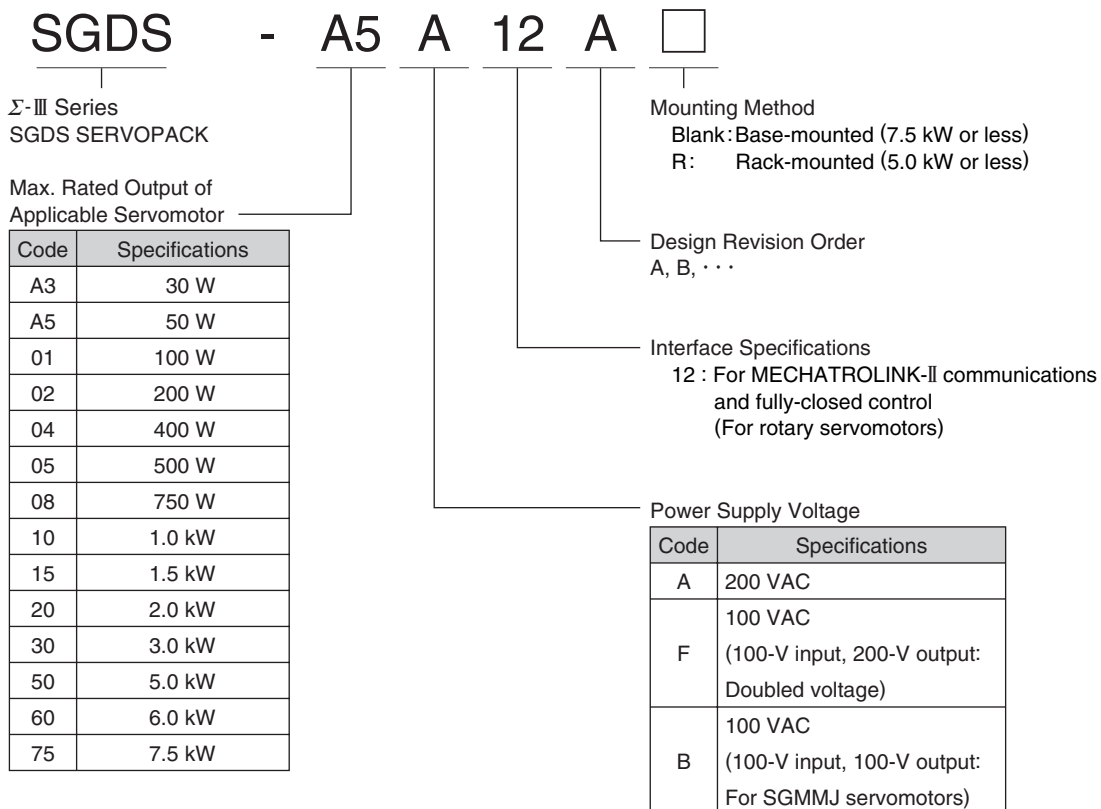 SGDS - A5 A 12 A □
Σ-Ⅲ Series
SGDS SERVOPACK
Max. Rated Output of
Applicable Servomotor
Code Specifications
A3 30 W
A5 50 W
01 100 W
02 200 W
04 400 W
05 500 W
08 750 W
10 1.0 kW
15 1.5 kW
20 2.0 kW
30 3.0 kW
50 5.0 kW
60 6.0 kW
75 7.5 kW
Mounting Method
Blank: Base-mounted (7.5 kW or less)
R: Rack-mounted (5.0 kW or less)
Design Revision Order
A, B, ･･･
Interface Specifications
12 : For MECHATROLINK-Ⅱ communications
and fully-closed control
(For rotary servomotors)
Power Supply Voltage
Code Specifications
A 200 VAC
100 VAC
F (100-V input, 200-V output:
Doubled voltage)
100 VAC
B (100-V input, 100-V output:
For SGMMJ servomotors)